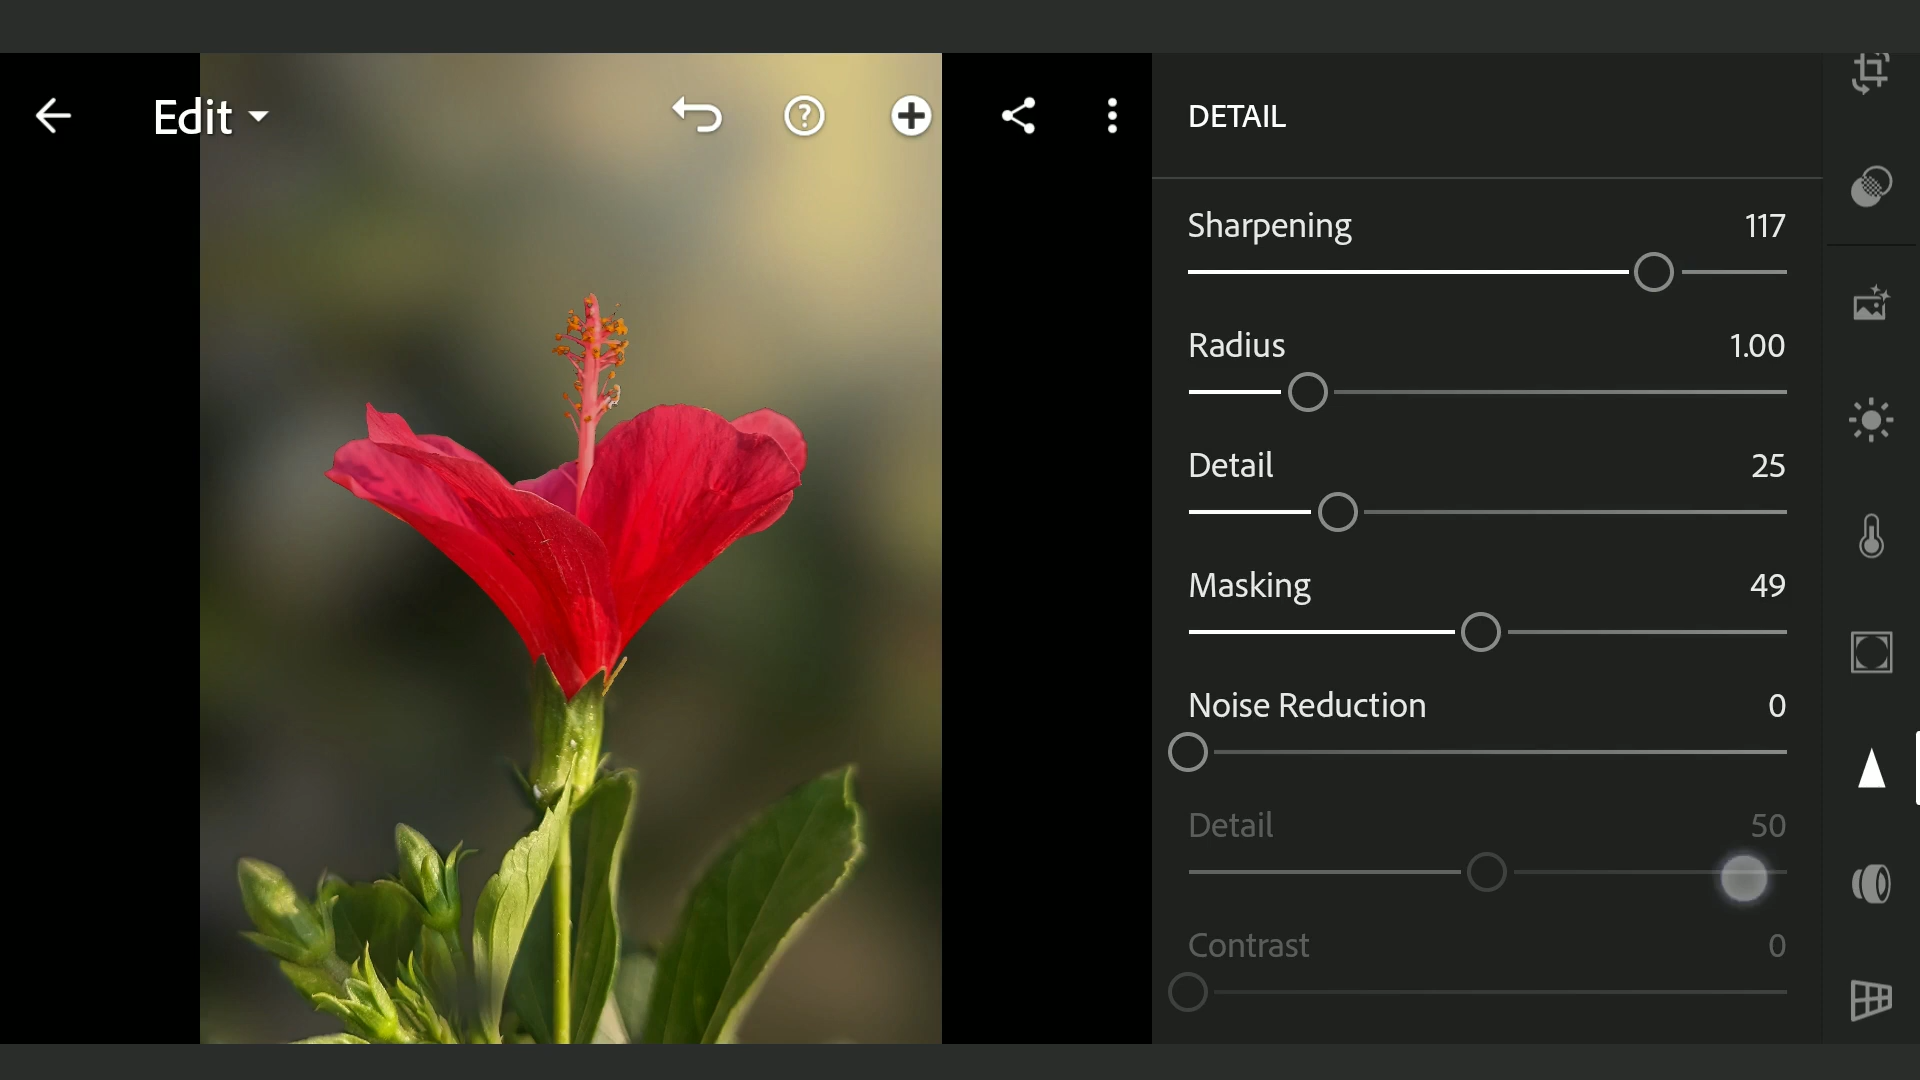 Edit
?
DETAIL
Sharpening 117
Radius 1.00
Detail 25
Masking 49
Noise Reduction 0
Detail 50
Contrast 0